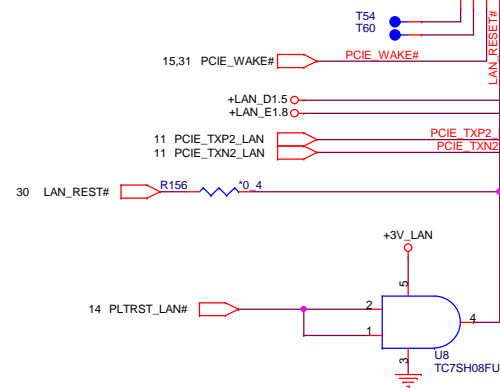 T54
T60
LAN_RESET#
15,31 PCIE_WAKE#
PCIE_WAKE#
+LAN_D1.5
+LAN_E1.8
11 PCIE_TXP2_LAN
PCIE_TXP2_
11 PCIE_TXN2_LAN
PCIE_TXN2
30 LAN_REST#
R156
*0_4
+3V_LAN
5
14 PLTRST_LAN#
2
1
4
3
U8
TC7SH08FU